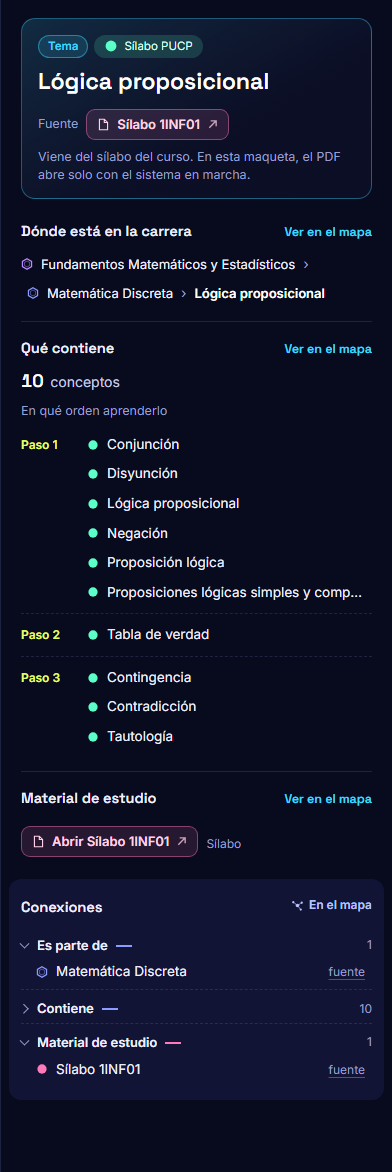 Tema Sílabo PUCP
Lógica proposicional
Fuente Sílabo 1INF01 ↗
Viene del sílabo del curso. En esta maqueta, el PDF
abre solo con el sistema en marcha.
Dónde está en la carrera Ver en el mapa
Fundamentos Matemáticos y Estadísticos ›
Matemática Discreta › Lógica proposicional
Qué contiene Ver en el mapa
10 conceptos
En qué orden aprenderlo
Paso 1 Conjunción
Disyunción
Lógica proposicional
Negación
Proposición lógica
Proposiciones lógicas simples y comp...
Paso 2 Tabla de verdad
Paso 3 Contingencia
Contradicción
Tautología
Material de estudio Ver en el mapa
Abrir Sílabo 1INF01 ↗ Sílabo
Conexiones En el mapa
Es parte de 1
Matemática Discreta fuente
Contiene 10
Material de estudio 1
Sílabo 1INF01 fuente